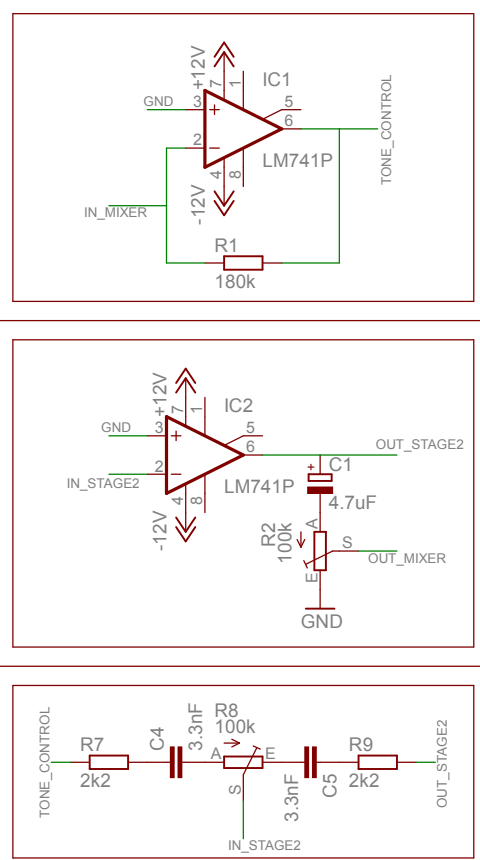 +12V
7
1
IC1
GND
3
+
5
6
2
-
LM741P
TONE_CONTROL
4
8
-12V
IN_MIXER
R1
180k
+12V
7
1
IC2
GND
3
+
5
6
OUT_STAGE2
2
-
IN_STAGE2
LM741P
4
8
-12V
+
C1
4.7uF
A
R2
100k
S
OUT_MIXER
E
GND
TONE_CONTROL
R7
2k2
C4
3.3nF
R8
100k
A
E
S
IN_STAGE2
3.3nF
C5
R9
2k2
OUT_STAGE2